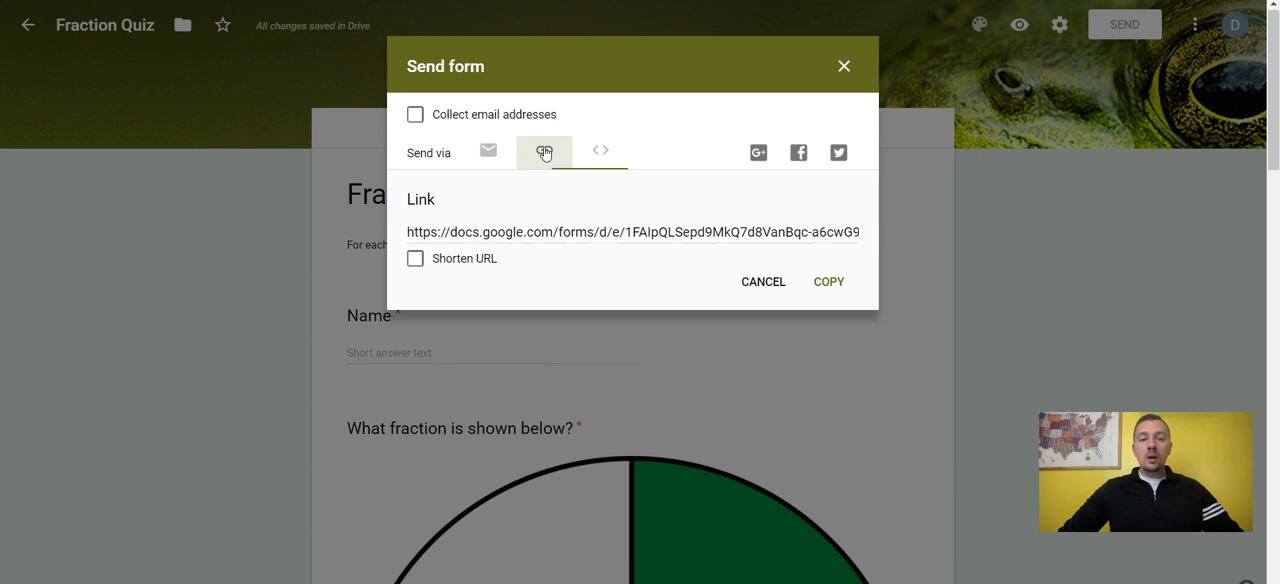 Fraction Quiz
All changes saved in Drive
SEND
D
Send form
Collect email addresses
Send via
G+
Link
https://docs.google.com/forms/d/e/1FAIpQLSepd9MkQ7d8VanBqc-a6cwG9
Shorten URL
CANCEL
COPY
Fra
For each
Name *
Short answer text
What fraction is shown below? *